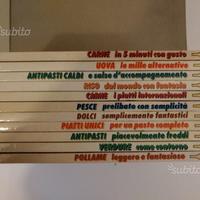 subito
CARNE in 5 minuti con gusto
UOVA le mille alternative
ANTIPASTI CALDI e salse d'accompagnamento
RISO dal mondo con fantasia
CARNE i piatti internazionali
PESCE prelibato con semplicità
DOLCI semplicemente fantastici
PIATTI UNICI per un pasto completo
ANTIPASTI piacevolmente freddi
VERDURE come contorno
POLLAME leggero e fantasioso
subito